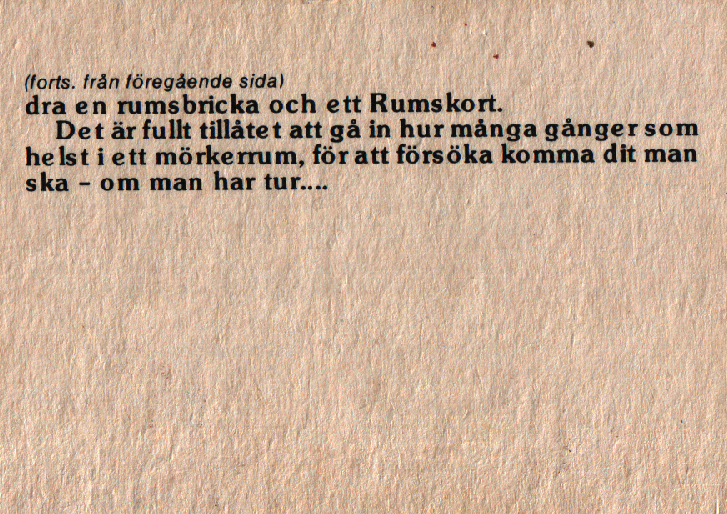 (forts. från föregående sida)
dra en rumsbricka och ett Rumskort.
Det är fullt tillåtet att gå in hur många gånger som
helst i ett mörkerrum, för att försöka komma dit man
ska – om man har tur....